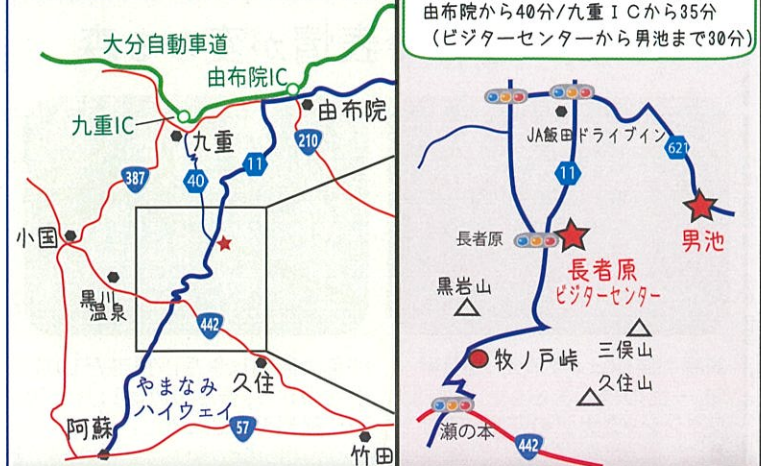 大分自動車道
由布院IC
九重IC
九重
由布院
210
11
40
387
小国
黒川
温泉
442
やまなみ
ハイウェイ
久住
阿蘇
57
竹田
由布院から40分/九重ICから35分
(ビジターセンターから男池まで30分)
JA飯田ドライブイン
621
11
長者原
男池
長者原
ビジターセンター
黒岩山
三俣山
牧ノ戸峠
久住山
瀬の本
442